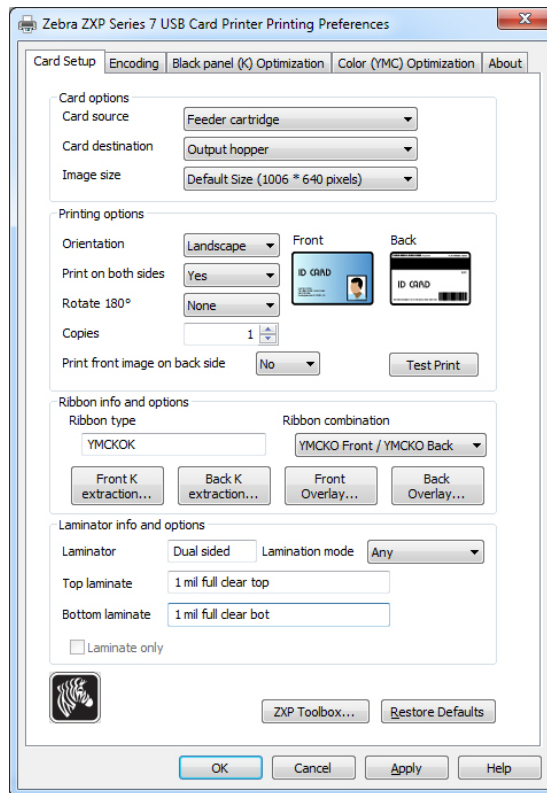 Zebra ZXP Series 7 USB Card Printer Printing Preferences
Card Setup Encoding Black panel (K) Optimization Color (YMC) Optimization About
Card options
Card source Feeder cartridge
Card destination Output hopper
Image size Default Size (1006 * 640 pixels)
Printing options
Orientation Landscape Front Back
Print on both sides Yes ID CARD ID CARD
Rotate 180° None
Copies 1
Print front image on back side No Test Print
Ribbon info and options
Ribbon type Ribbon combination
YMCKOK YMCKO Front / YMCKO Back
Front K extraction... Back K extraction... Front Overlay... Back Overlay...
Laminator info and options
Laminator Dual sided Lamination mode Any
Top laminate 1 mil full clear top
Bottom laminate 1 mil full clear bot
Laminate only
ZXP Toolbox... Restore Defaults
OK Cancel Apply Help